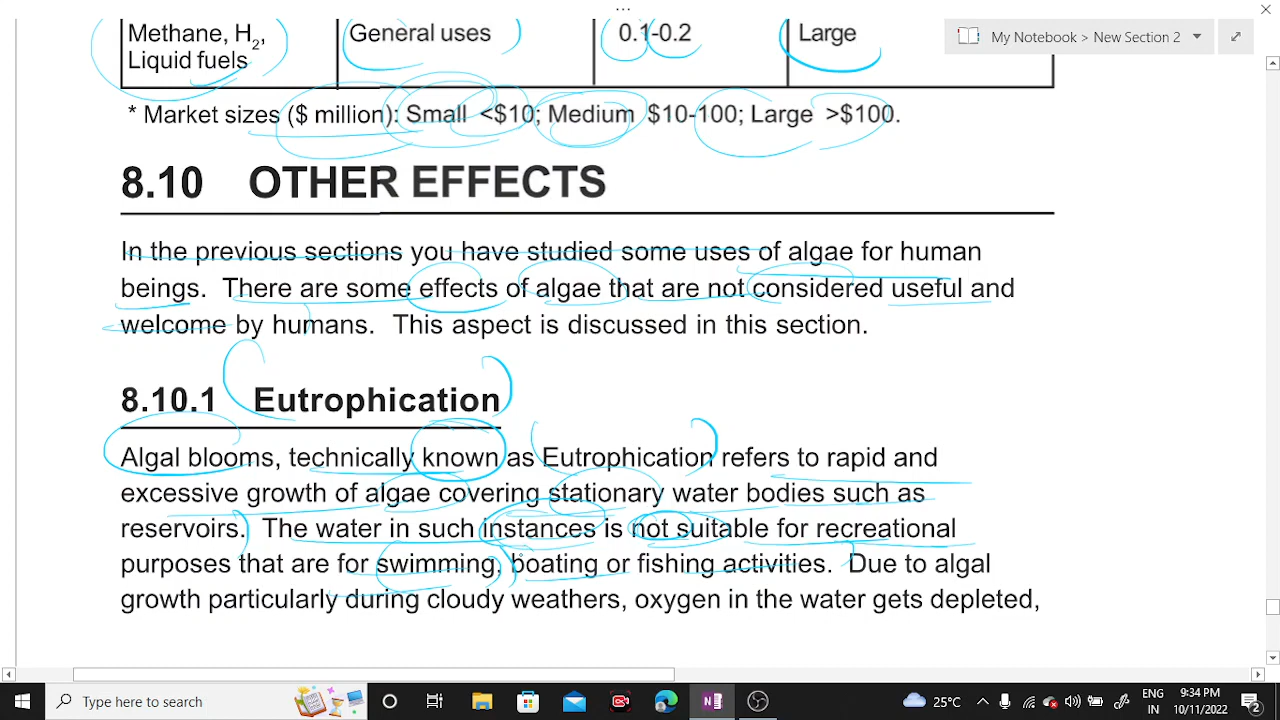 ...
My Notebook > New Section 2
Methane, H2,
Liquid fuels
General uses
0.1-0.2
Large
* Market sizes ($ million): Small <$10; Medium $10-100; Large >$100.
8.10 OTHER EFFECTS
In the previous sections you have studied some uses of algae for human
beings. There are some effects of algae that are not considered useful and
welcome by humans. This aspect is discussed in this section.
8.10.1 Eutrophication
Algal blooms, technically known as Eutrophication refers to rapid and
excessive growth of algae covering stationary water bodies such as
reservoirs. The water in such instances is not suitable for recreational
purposes that are for swimming, boating or fishing activities. Due to algal
growth particularly during cloudy weathers, oxygen in the water gets depleted,
Type here to search
25°C
ENG
IN
9:34 PM
10/11/2022
2